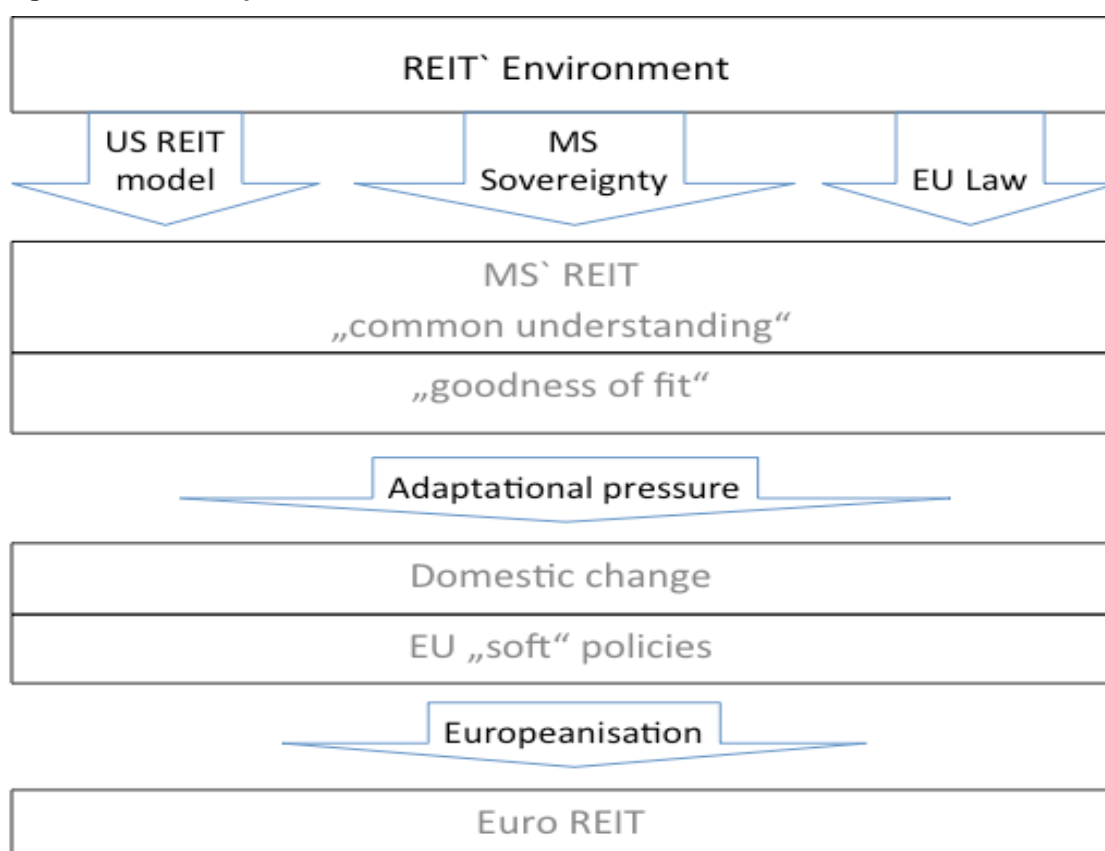 REIT` Environment
US REIT
model
MS
Sovereignty
EU Law
MS` REIT
„common understanding“
„goodness of fit“
Adaptational pressure
Domestic change
EU „soft“ policies
Europeanisation
Euro REIT